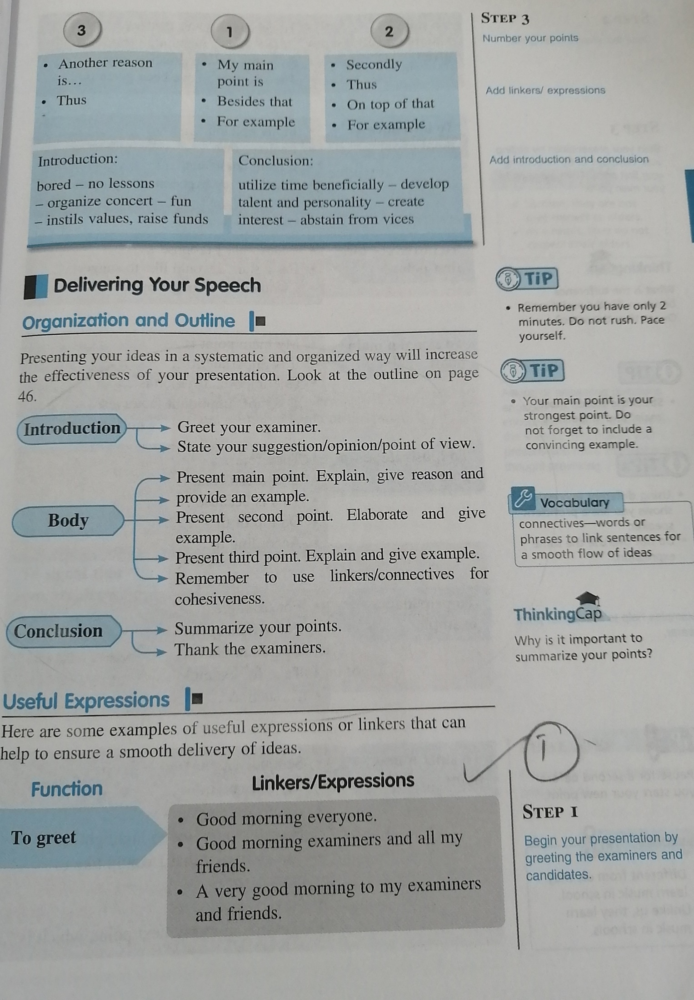 3
1
2
• Another reason
is...
• Thus
• My main
point is
• Besides that
• For example
• Secondly
• Thus
• On top of that
• For example
Introduction:
bored – no lessons
– organize concert – fun
– instils values, raise funds
Conclusion:
utilize time beneficially – develop
talent and personality – create
interest – abstain from vices
STEP 3
Number your points
Add linkers/ expressions
Add introduction and conclusion
Delivering Your Speech
Organization and Outline
Presenting your ideas in a systematic and organized way will increase
the effectiveness of your presentation. Look at the outline on page
46.
Introduction
Greet your examiner.
State your suggestion/opinion/point of view.
Body
Present main point. Explain, give reason and
provide an example.
Present second point. Elaborate and give
example.
Present third point. Explain and give example.
Remember to use linkers/connectives for
cohesiveness.
Conclusion
Summarize your points.
Thank the examiners.
TiP
• Remember you have only 2
minutes. Do not rush. Pace
yourself.
TiP
• Your main point is your
strongest point. Do
not forget to include a
convincing example.
Vocabulary
connectives—words or
phrases to link sentences for
a smooth flow of ideas
ThinkingCap
Why is it important to
summarize your points?
Useful Expressions
Here are some examples of useful expressions or linkers that can
help to ensure a smooth delivery of ideas.
Function
Linkers/Expressions
To greet
• Good morning everyone.
• Good morning examiners and all my
friends.
• A very good morning to my examiners
and friends.
1
STEP 1
Begin your presentation by
greeting the examiners and
candidates.